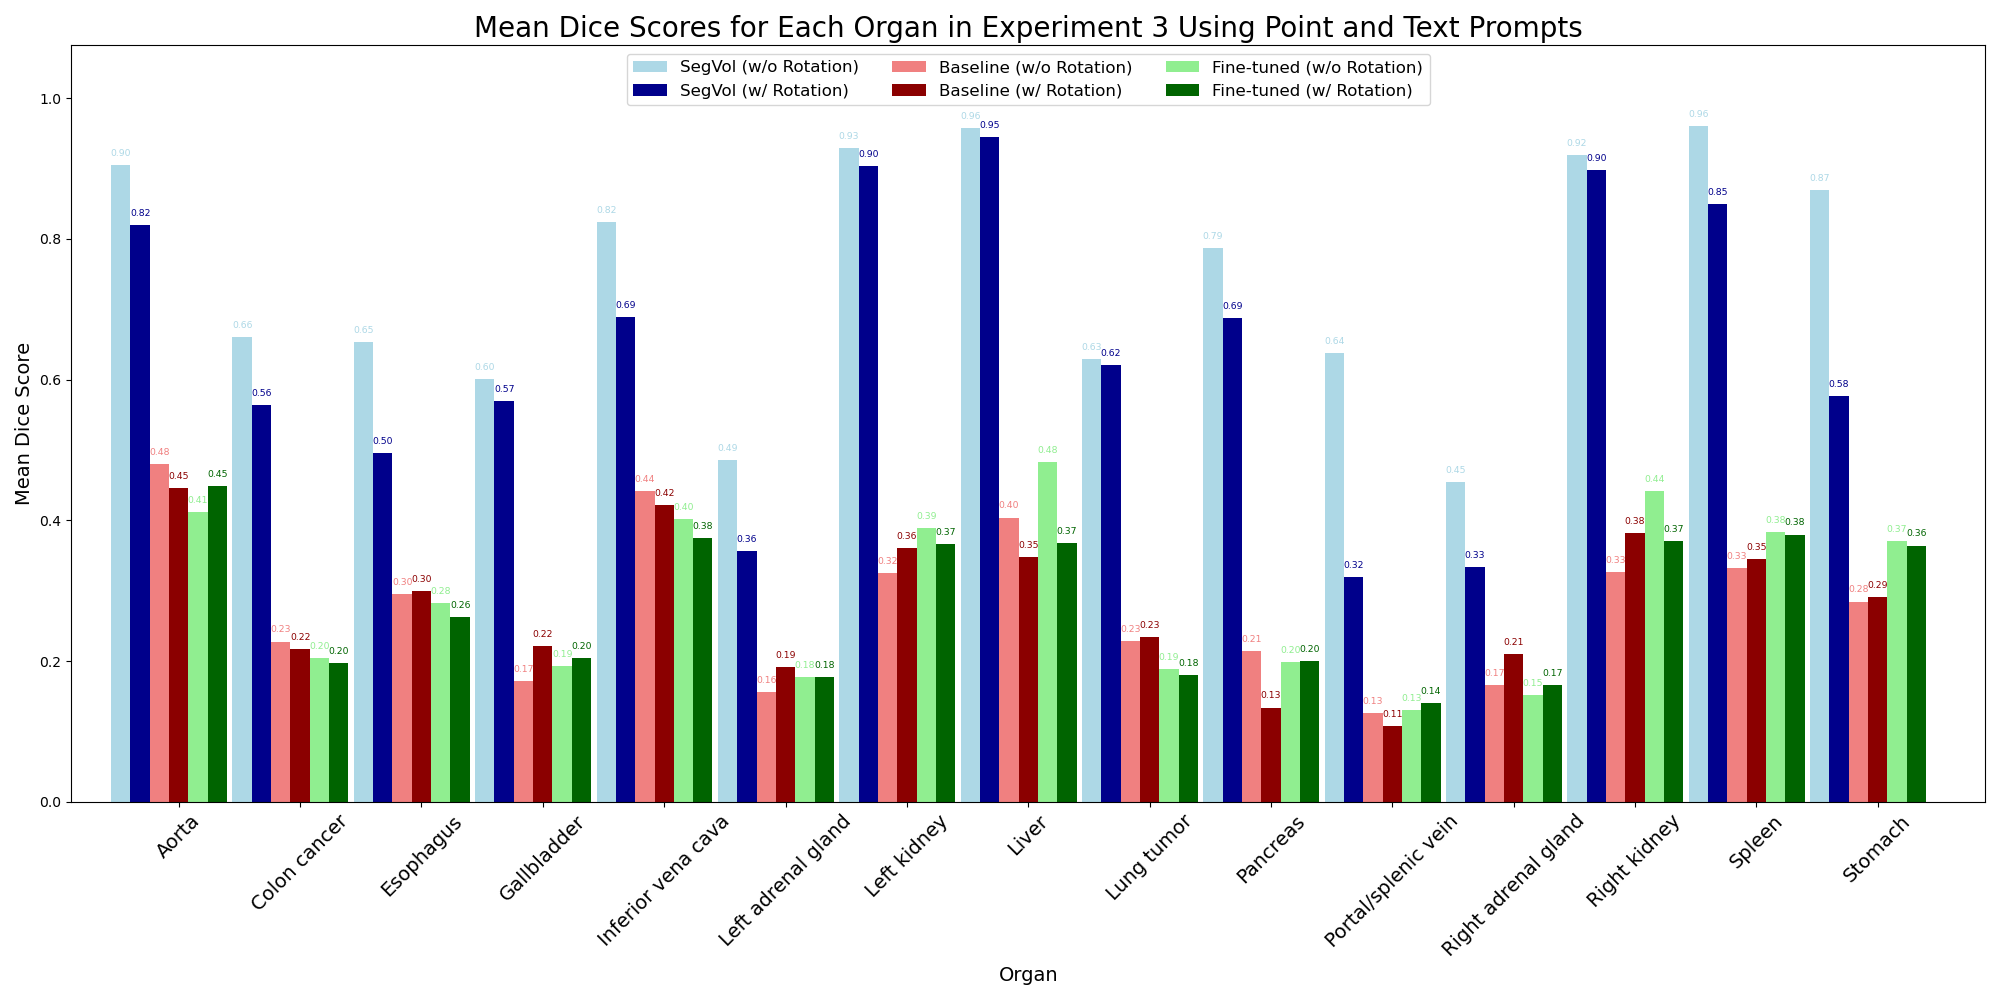 Mean Dice Scores for Each Organ in Experiment 3 Using Point and Text Prompts
SegVol (w/o Rotation) Baseline (w/o Rotation) Fine-tuned (w/o Rotation)
SegVol (w/ Rotation) Baseline (w/ Rotation) Fine-tuned (w/ Rotation)
Mean Dice Score
1.0
0.8
0.6
0.4
0.2
0.0
0.90 0.82 0.48 0.45 0.41 0.45
0.66 0.56 0.23 0.22 0.20 0.20
0.65 0.50 0.30 0.30 0.28 0.26
0.60 0.57 0.17 0.22 0.19 0.20
0.82 0.69 0.44 0.42 0.40 0.38
0.49 0.36 0.16 0.19 0.18 0.18
0.93 0.90 0.32 0.36 0.39 0.37
0.96 0.95 0.40 0.35 0.48 0.37
0.63 0.62 0.23 0.23 0.19 0.18
0.79 0.69 0.21 0.13 0.20 0.20
0.64 0.32 0.13 0.11 0.13 0.14
0.45 0.33 0.17 0.21 0.15 0.17
0.92 0.90 0.33 0.38 0.44 0.37
0.96 0.85 0.33 0.35 0.38 0.38
0.87 0.58 0.28 0.29 0.37 0.36
Aorta
Colon cancer
Esophagus
Gallbladder
Inferior vena cava
Left adrenal gland
Left kidney
Liver
Lung tumor
Pancreas
Portal/splenic vein
Right adrenal gland
Right kidney
Spleen
Stomach
Organ